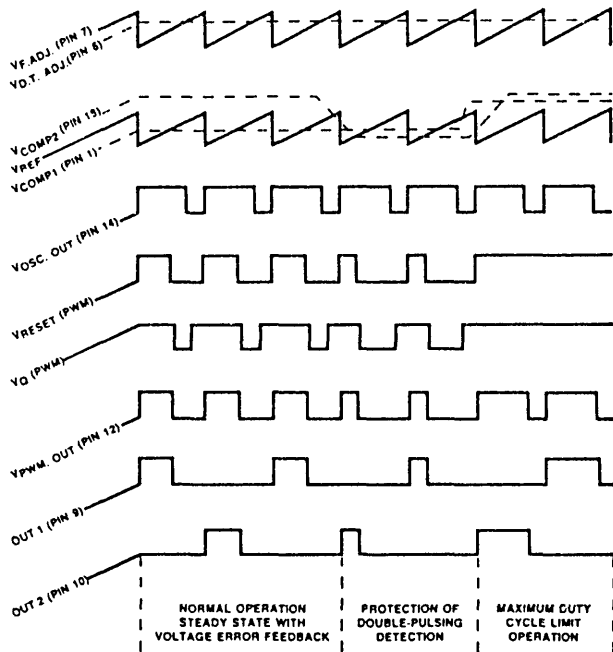 VF.ADJ. (PIN 7)
VD.T. ADJ.(PIN 6)
VCOMP2 (PIN 15)
VREF
VCOMP1 (PIN 1)
VOSC. OUT (PIN 14)
VRESET (PWM)
VQ (PWM)
VPWM. OUT (PIN 12)
OUT 1 (PIN 9)
OUT 2 (PIN 10)
NORMAL OPERATION
STEADY STATE WITH
VOLTAGE ERROR FEEDBACK
PROTECTION OF
DOUBLE-PULSING
DETECTION
MAXIMUM DUTY
CYCLE LIMIT
OPERATION